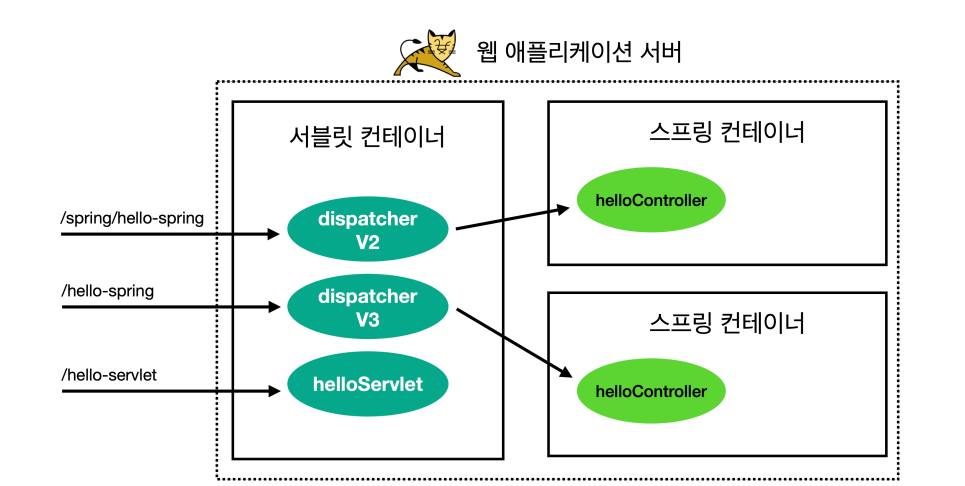 웹 애플리케이션 서버
서블릿 컨테이너
스프링 컨테이너
helloController
/spring/hello-spring
dispatcher
V2
/hello-spring
dispatcher
V3
스프링 컨테이너
helloController
/hello-servlet
helloServlet